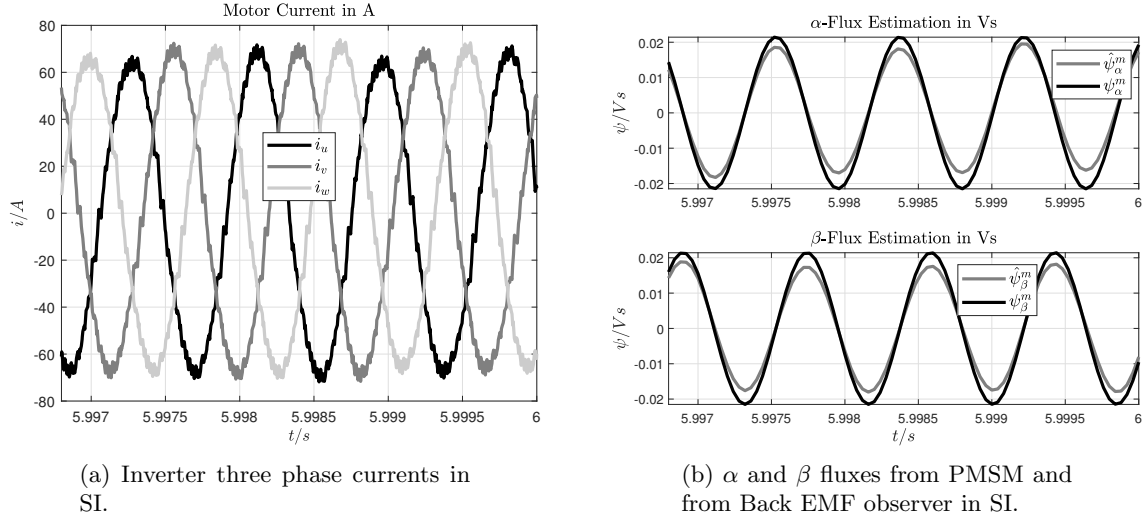 Motor Current in A
80
60
40
20
0
-20
-40
-60
-80
i/A
i_u
i_v
i_w
5.997 5.9975 5.998 5.9985 5.999 5.9995 6
t/s
(a) Inverter three phase currents in
SI.
α-Flux Estimation in Vs
0.02
0.01
0
-0.01
-0.02
ψ/Vs
ψ̂_α^m
ψ_α^m
5.997 5.9975 5.998 5.9985 5.999 5.9995 6
β-Flux Estimation in Vs
0.02
0.01
0
-0.01
-0.02
ψ/Vs
ψ̂_β^m
ψ_β^m
5.997 5.9975 5.998 5.9985 5.999 5.9995 6
t/s
(b) α and β fluxes from PMSM and
from Back EMF observer in SI.